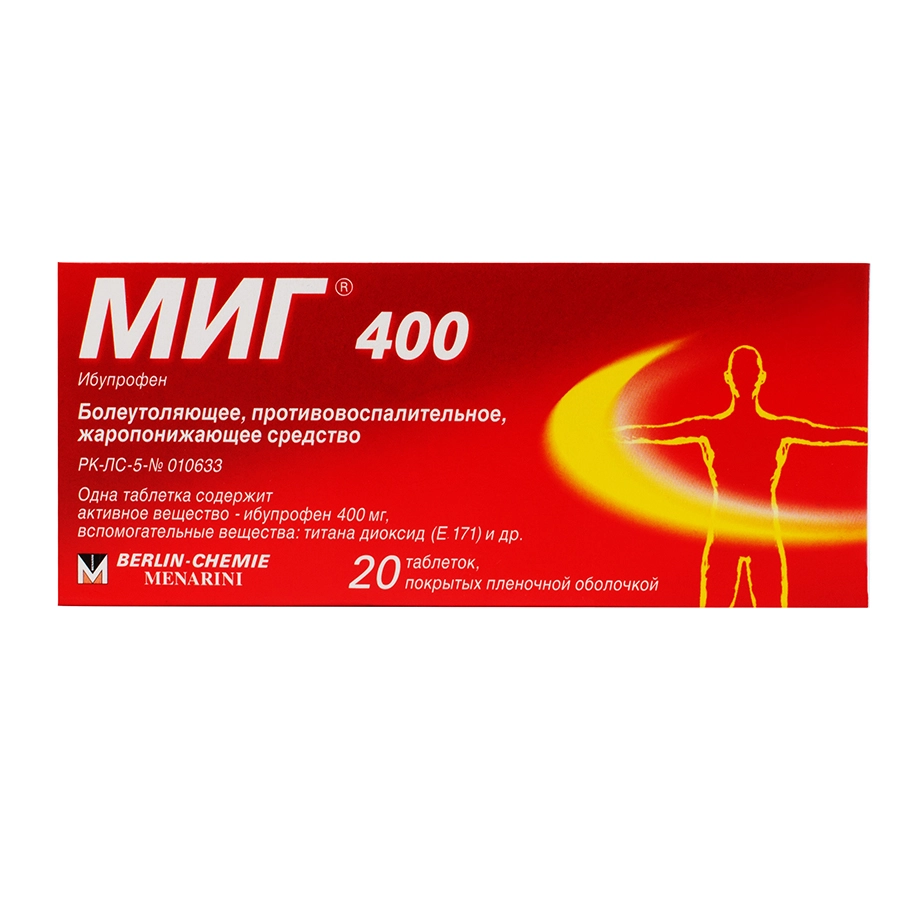 МИГ® 400
Ибупрофен
Болеутоляющее, противовоспалительное,
жаропонижающее средство
РК-ЛС-5-№ 010633
Одна таблетка содержит
активное вещество - ибупрофен 400 мг,
вспомогательные вещества: титана диоксид (Е 171) и др.
BERLIN-CHEMIE
MENARINI
20 таблеток,
покрытых пленочной оболочкой